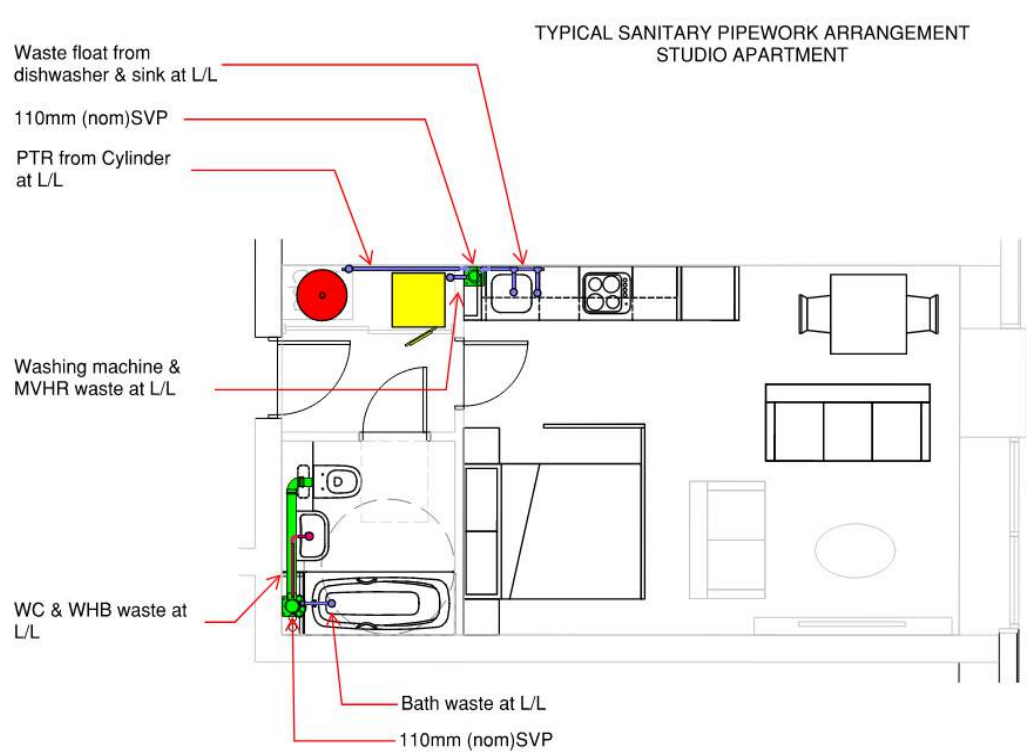 TYPICAL SANITARY PIPEWORK ARRANGEMENT
STUDIO APARTMENT
Waste float from
dishwasher & sink at L/L
110mm (nom)SVP
PTR from Cylinder
at L/L
Washing machine &
MVHR waste at L/L
WC & WHB waste at
L/L
Bath waste at L/L
110mm (nom)SVP